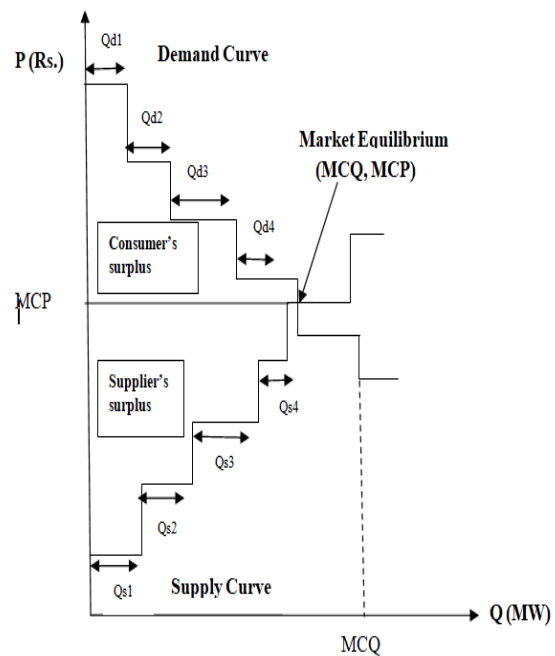 Qd1
Demand Curve
P (Rs.)
Qd2
Market Equilibrium
(MCQ, MCP)
Qd3
Qd4
Consumer's
surplus
MCP
Supplier's
surplus
Qs4
Qs3
Qs2
Qs1
Supply Curve
Q (MW)
MCQ